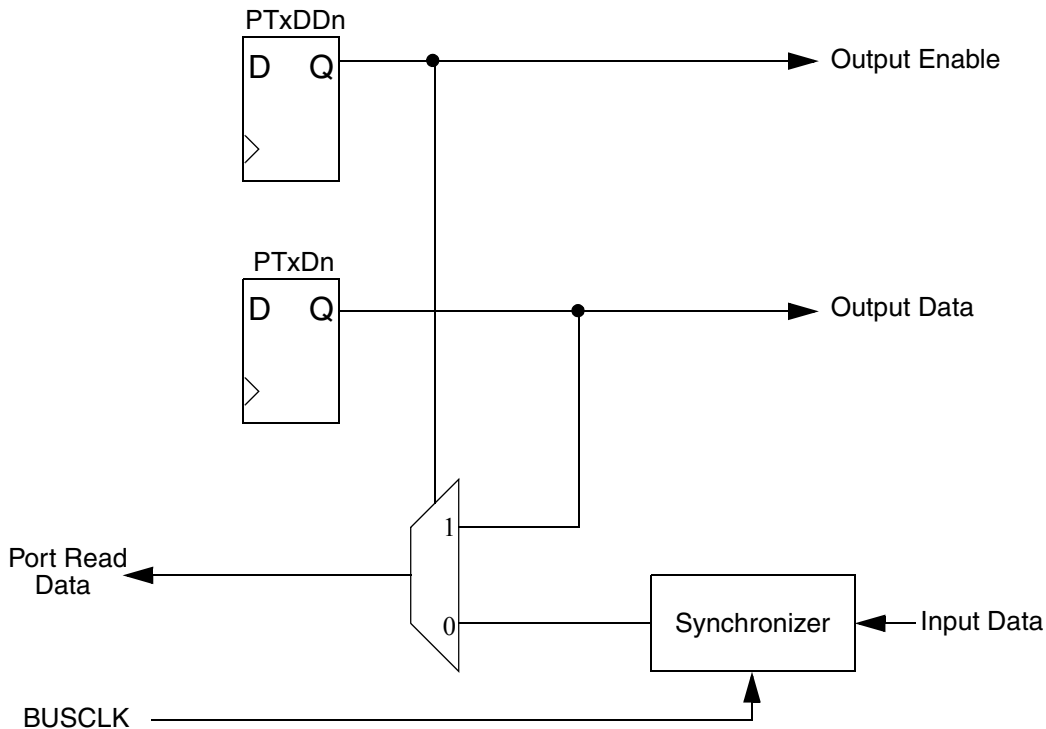 PTxDDn
D Q
Output Enable
PTxDn
D Q
Output Data
1
Port Read
Data
0
Synchronizer
Input Data
BUSCLK